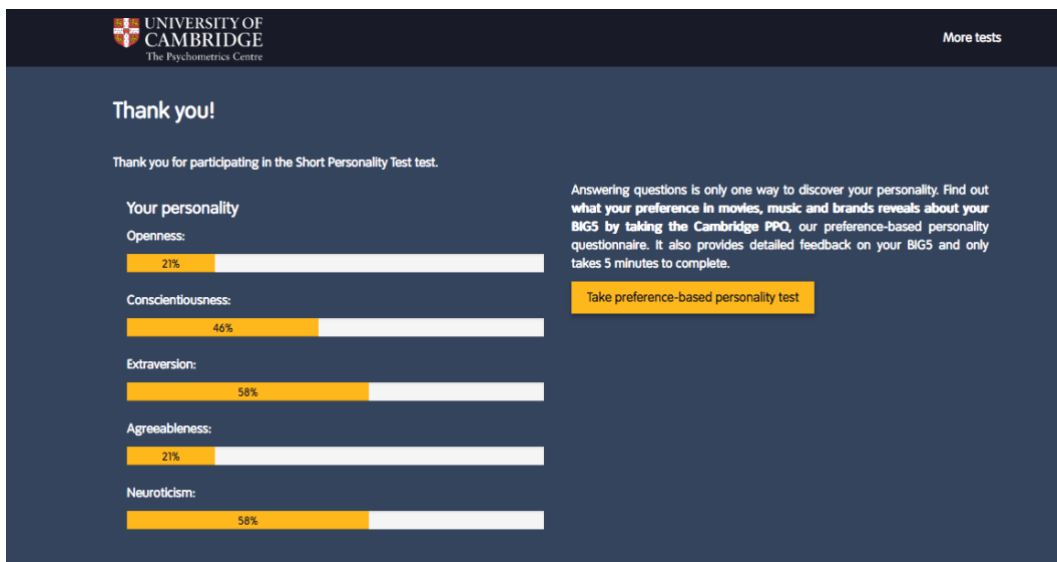 UNIVERSITY OF
CAMBRIDGE
The Psychometrics Centre
More tests
Thank you!
Thank you for participating in the Short Personality Test test.
Your personality
Openness:
21%
Conscientiousness:
46%
Extraversion:
58%
Agreeableness:
21%
Neuroticism:
58%
Answering questions is only one way to discover your personality. Find out
what your preference in movies, music and brands reveals about your
BIG5 by taking the Cambridge PPQ, our preference-based personality
questionnaire. It also provides detailed feedback on your BIG5 and only
takes 5 minutes to complete.
Take preference-based personality test